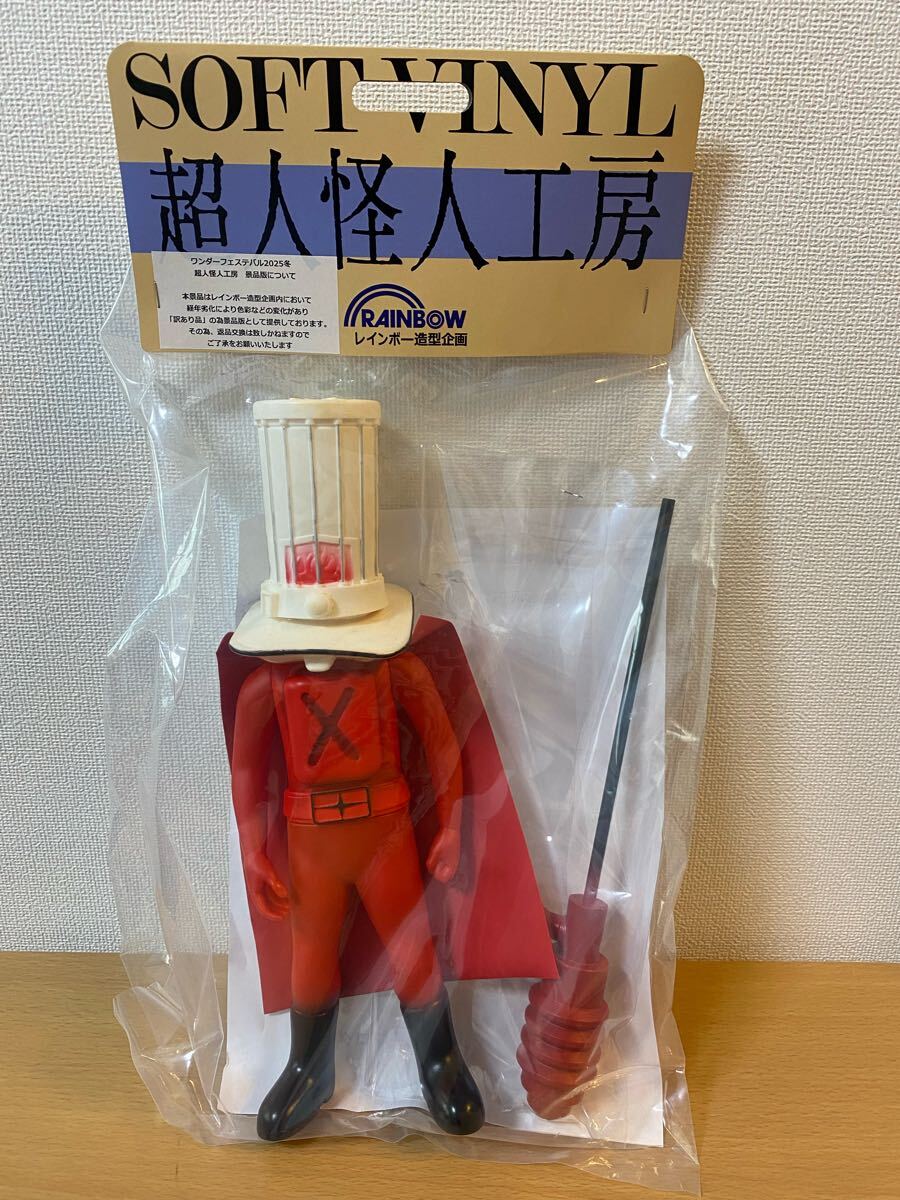 SOFT VINYL
超人怪人工房
ワンダーフェステバル2025冬
超人怪人工房　景品版について
本景品はレインボー造型企画内において
経年劣化により色彩などの変化があり
「訳あり品」の為景品版として提供しております。
その為、返品交換は致しかねますので
ご了承をお願いいたします
RAINBOW
レインボー造型企画
X